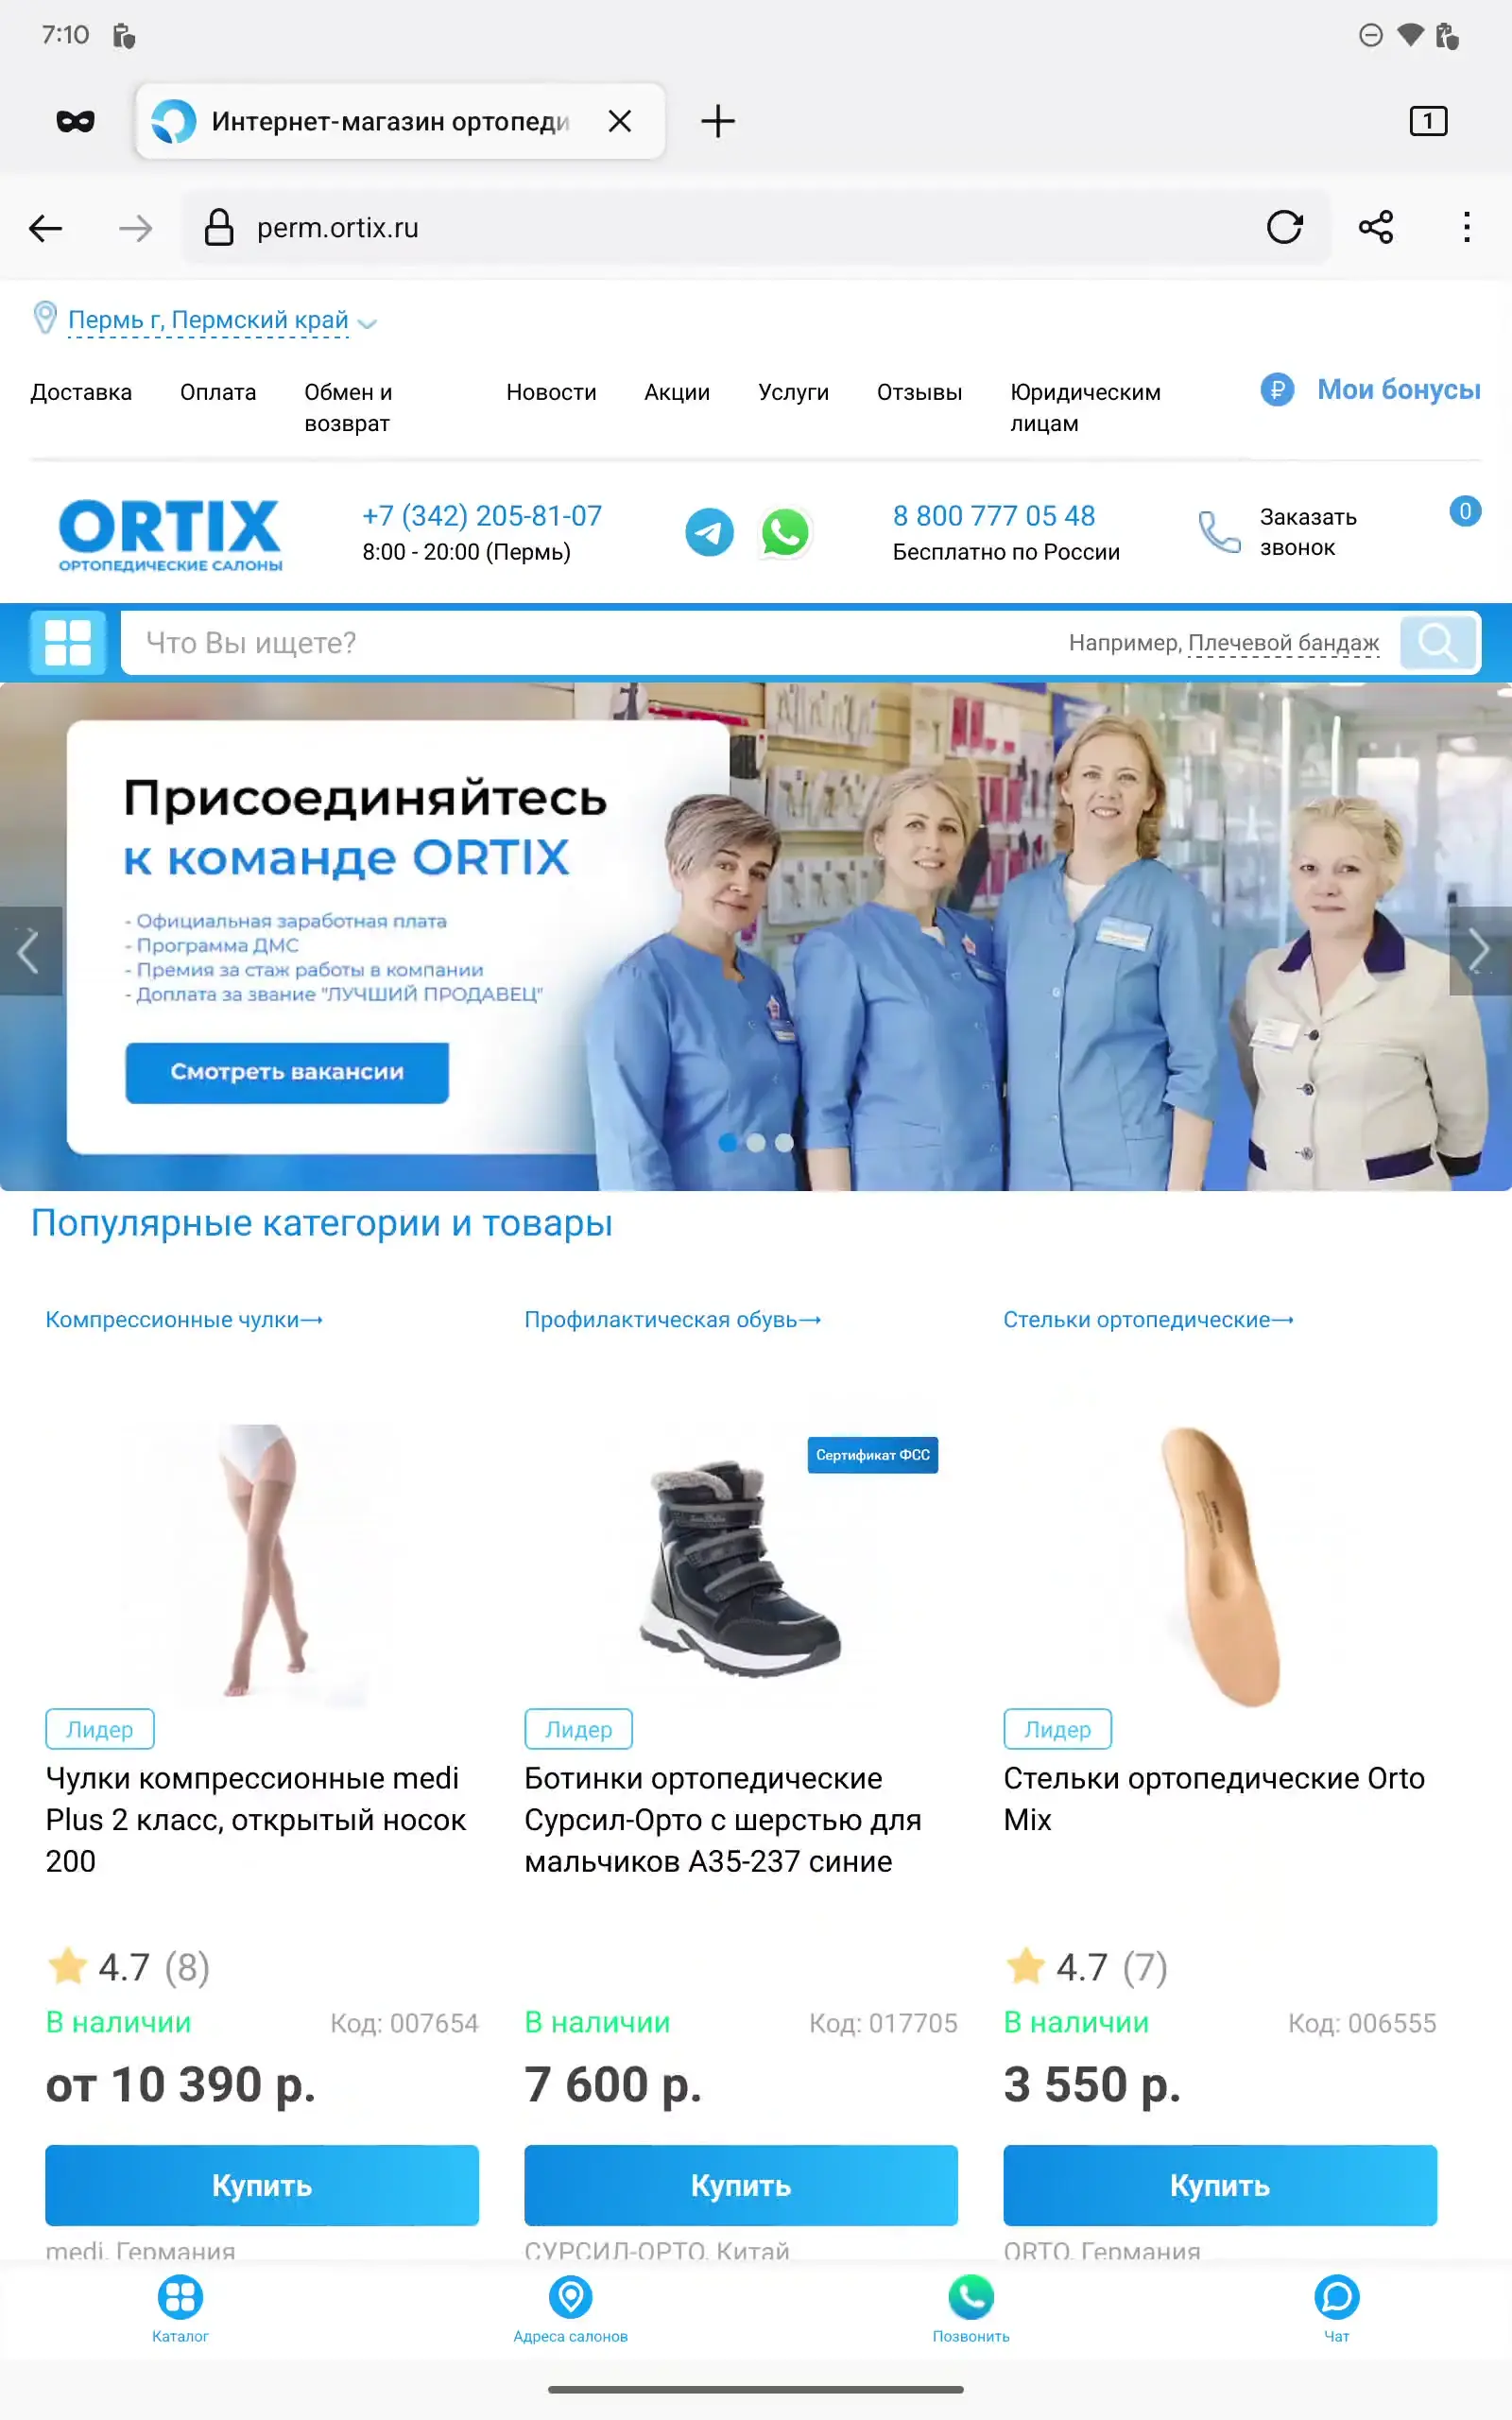 7:10
Интернет-магазин ортопеди
1
perm.ortix.ru
Пермь г, Пермский край
Доставка
Оплата
Обмен и
возврат
Новости
Акции
Услуги
Отзывы
Юридическим
лицам
₽ Мои бонусы
ORTIX
ОРТОПЕДИЧЕСКИЕ САЛОНЫ
+7 (342) 205-81-07
8:00 - 20:00 (Пермь)
8 800 777 05 48
Бесплатно по России
Заказать
звонок
0
Что Вы ищете?
Например, Плечевой бандаж
Присоединяйтесь
к команде ORTIX
- Официальная заработная плата
- Программа ДМС
- Премия за стаж работы в компании
- Доплата за звание "ЛУЧШИЙ ПРОДАВЕЦ"
Смотреть вакансии
Популярные категории и товары
Компрессионные чулки→
Профилактическая обувь→
Стельки ортопедические→
Сертификат ФСС
Лидер
Чулки компрессионные medi
Plus 2 класс, открытый носок
200
4.7 (8)
В наличии
Код: 007654
от 10 390 р.
Купить
medi, Германия
Лидер
Ботинки ортопедические
Сурсил-Орто с шерстью для
мальчиков А35-237 синие
В наличии
Код: 017705
7 600 р.
Купить
СУРСИЛ-ОРТО, Китай
Лидер
Стельки ортопедические Orto
Mix
4.7 (7)
В наличии
Код: 006555
3 550 р.
Купить
ORTO, Германия
Каталог
Адреса салонов
Позвонить
Чат